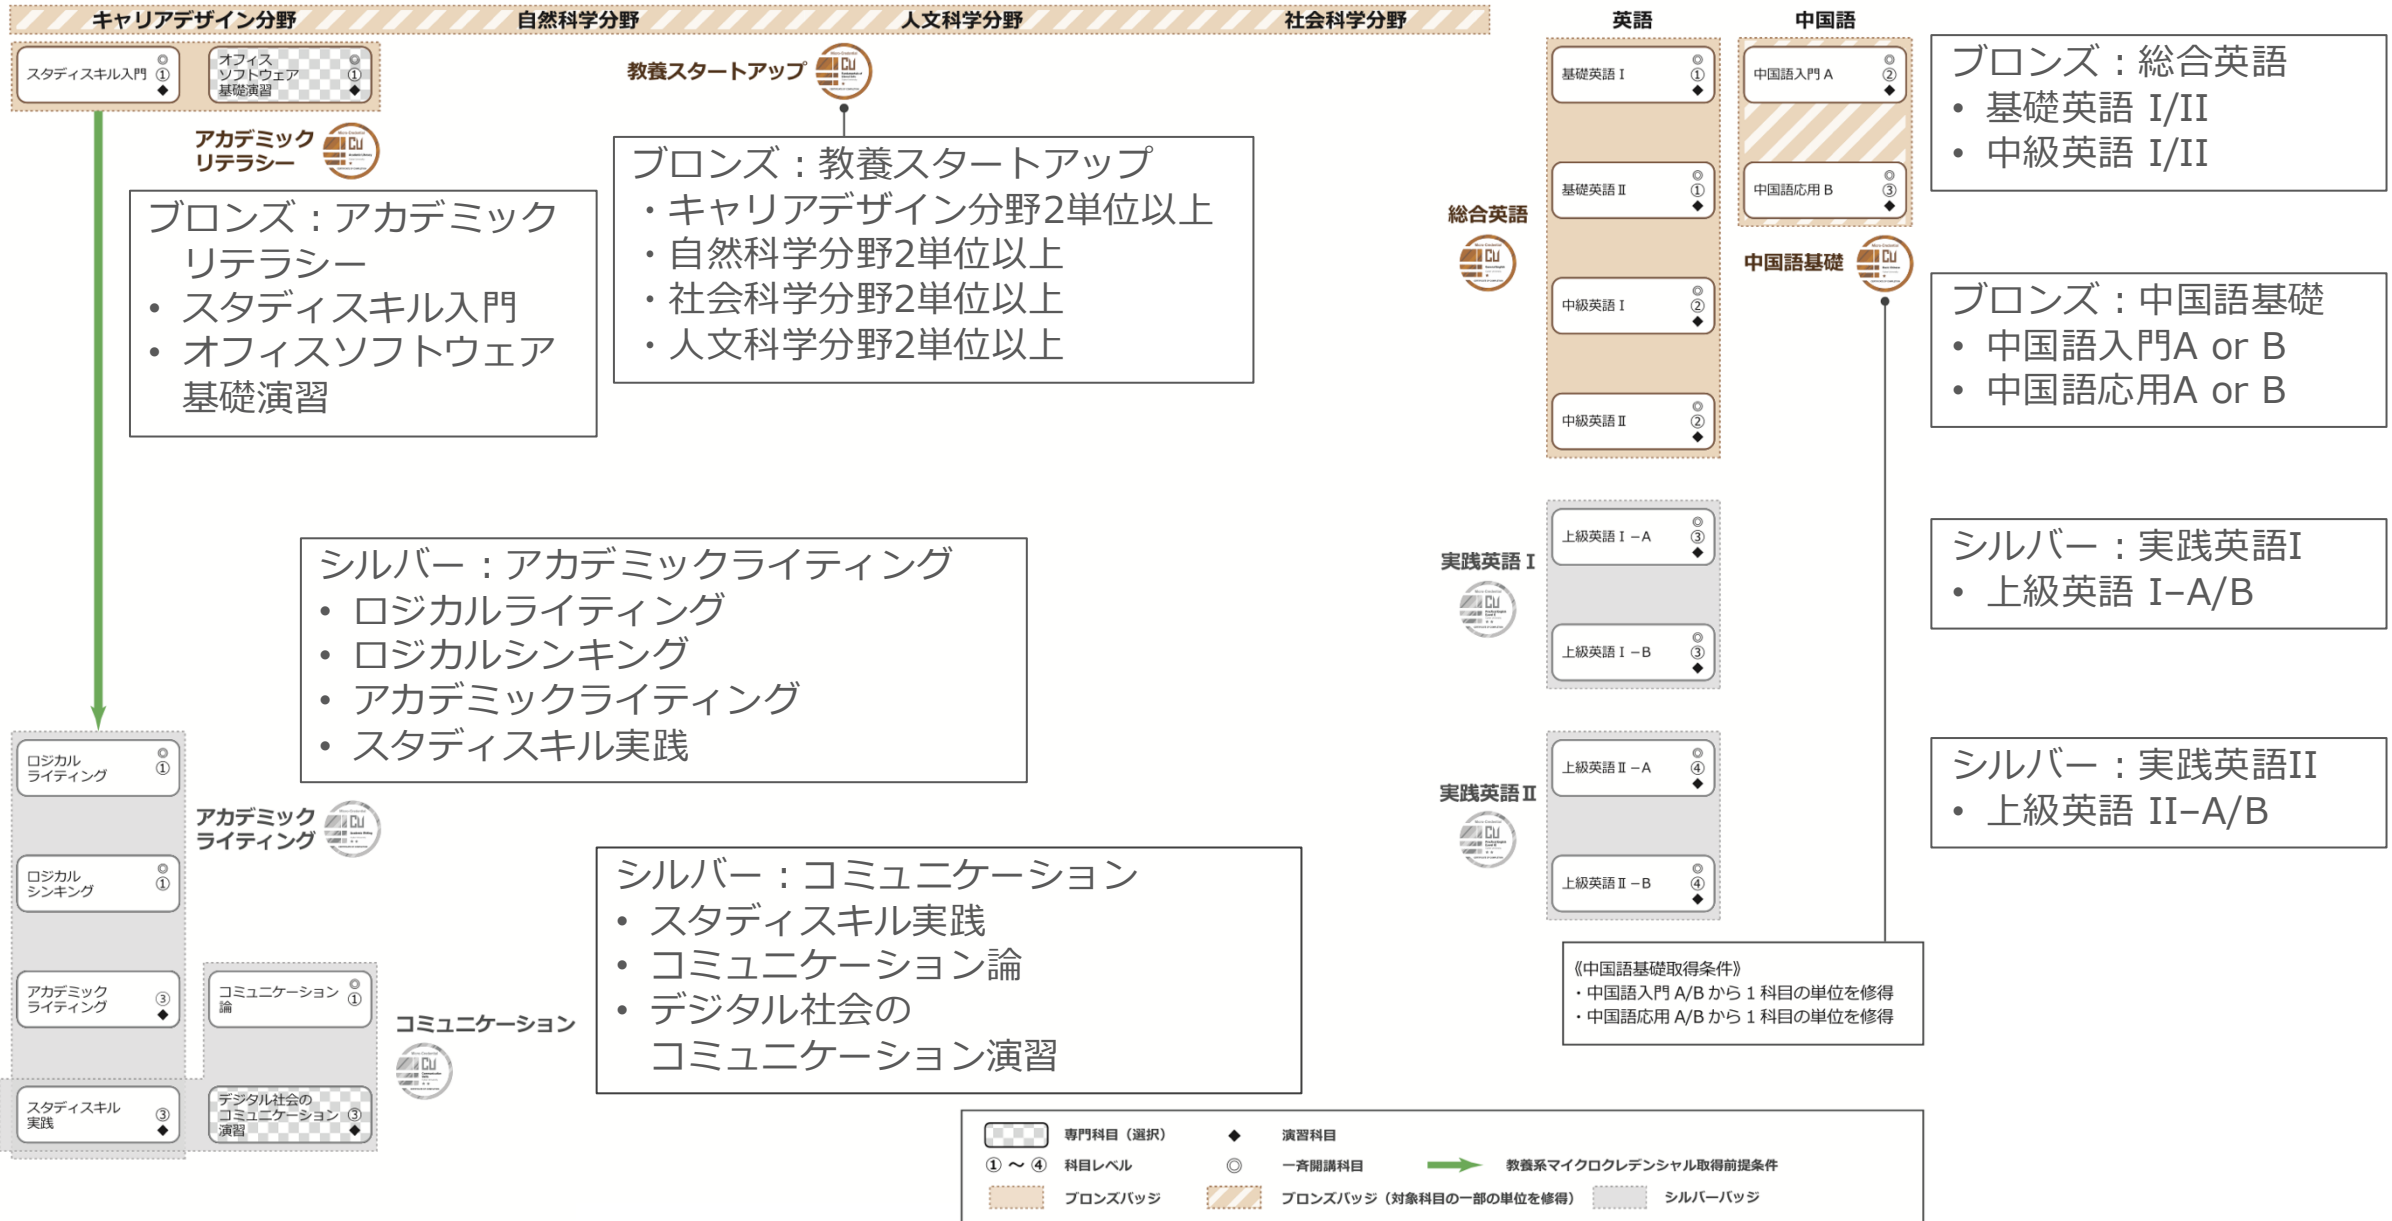 キャリアデザイン分野
自然科学分野
人文科学分野
社会科学分野
英語
中国語
スタディスキル入門 ◎ ① ◆
オフィス
ソフトウェア
基礎演習
◎ ① ◆
アカデミック
リテラシー
ブロンズ：アカデミック
リテラシー
• スタディスキル入門
• オフィスソフトウェア
基礎演習
教養スタートアップ
ブロンズ：教養スタートアップ
・キャリアデザイン分野2単位以上
・自然科学分野2単位以上
・社会科学分野2単位以上
・人文科学分野2単位以上
シルバー：アカデミックライティング
• ロジカルライティング
• ロジカルシンキング
• アカデミックライティング
• スタディスキル実践
ロジカル
ライティング
◎ ①
ロジカル
シンキング
◎ ①
アカデミック
ライティング
③ ◆
スタディスキル
実践
③ ◆
アカデミック
ライティング
コミュニケーション
論
◎ ①
デジタル社会の
コミュニケーション
演習
③ ◆
コミュニケーション
シルバー：コミュニケーション
• スタディスキル実践
• コミュニケーション論
• デジタル社会の
コミュニケーション演習
基礎英語 I ◎ ① ◆
基礎英語 II ◎ ① ◆
中級英語 I ◎ ② ◆
中級英語 II ◎ ② ◆
総合英語
上級英語 I －A ◎ ③ ◆
上級英語 I －B ◎ ③ ◆
実践英語 I
上級英語 II －A ◎ ④ ◆
上級英語 II －B ◎ ④ ◆
実践英語 II
中国語入門 A ◎ ② ◆
中国語応用 B ◎ ③ ◆
中国語基礎
ブロンズ：総合英語
• 基礎英語 I/II
• 中級英語 I/II
ブロンズ：中国語基礎
• 中国語入門A or B
• 中国語応用A or B
シルバー：実践英語I
• 上級英語 I−A/B
シルバー：実践英語II
• 上級英語 II−A/B
《中国語基礎取得条件》
・中国語入門 A/B から 1 科目の単位を修得
・中国語応用 A/B から 1 科目の単位を修得
専門科目（選択）
◆ 演習科目
①～④ 科目レベル
◎ 一斉開講科目
教養系マイクロクレデンシャル取得前提条件
ブロンズバッジ
ブロンズバッジ（対象科目の一部の単位を修得）
シルバーバッジ